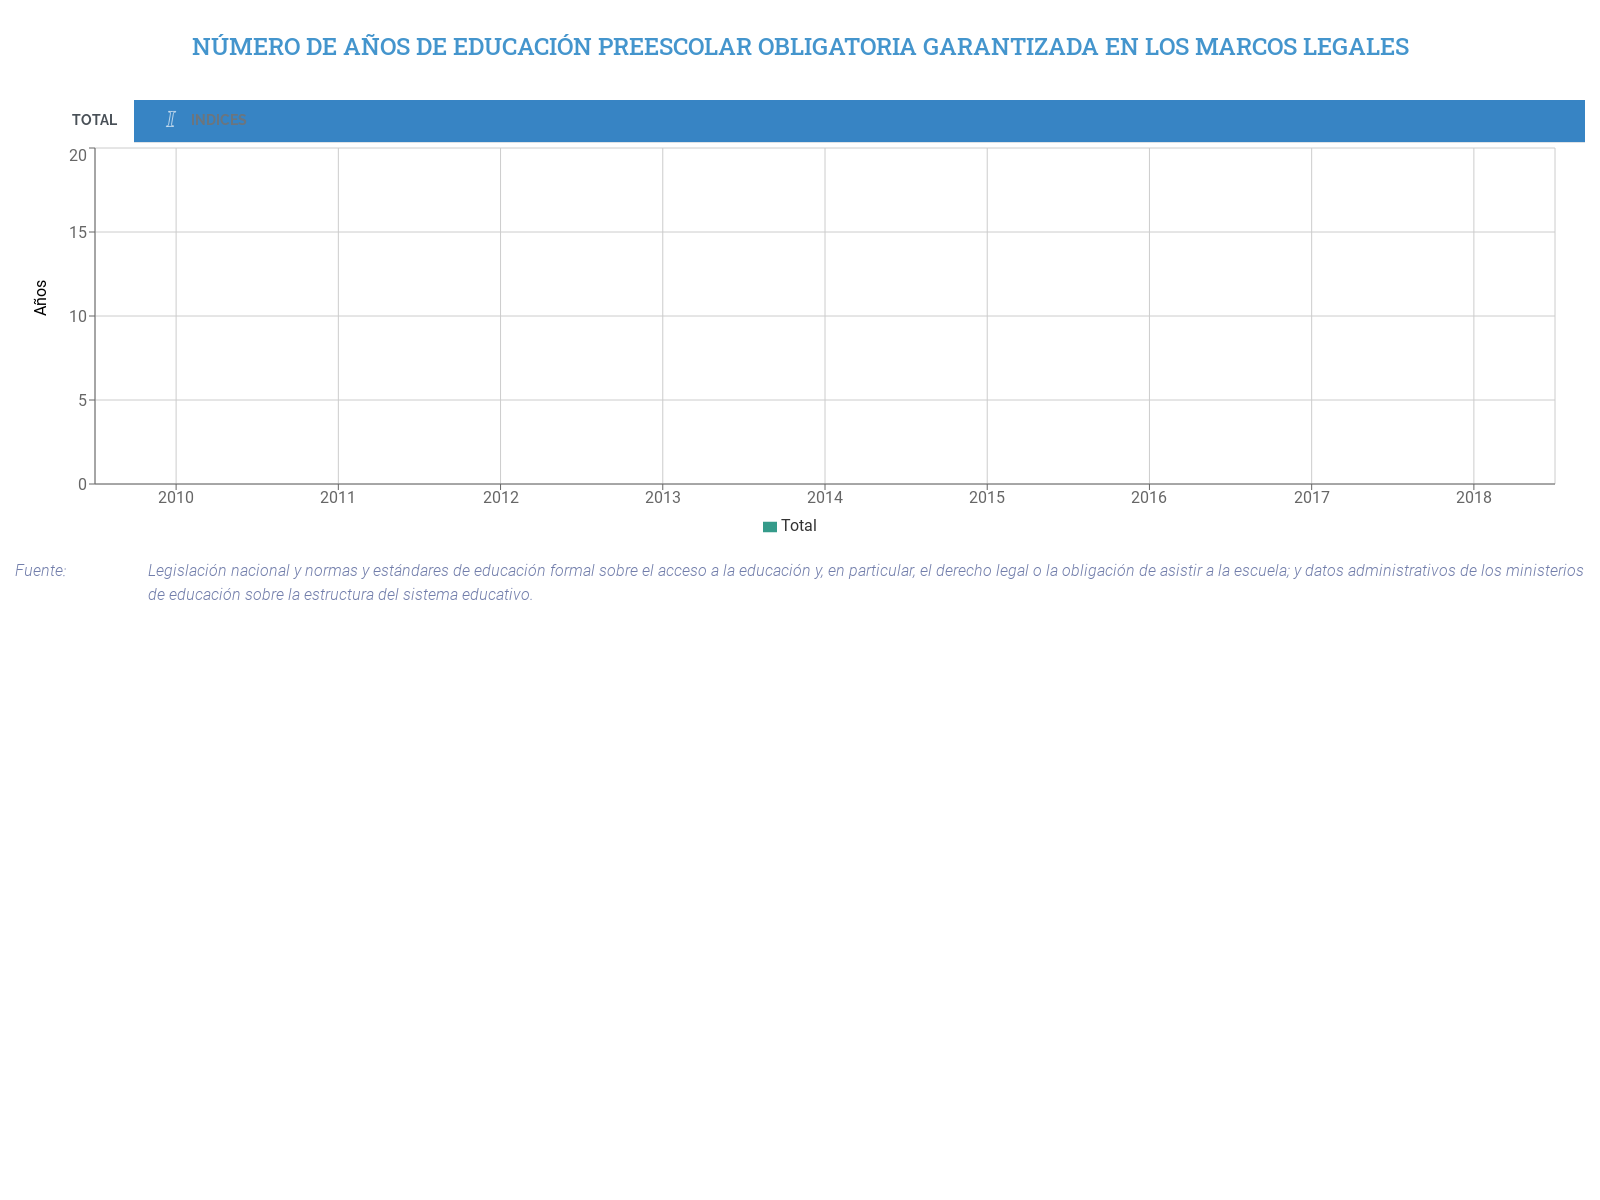 NÚMERO DE AÑOS DE EDUCACIÓN PREESCOLAR OBLIGATORIA GARANTIZADA EN LOS MARCOS LEGALES
TOTAL
I INDICES
20
15
10
5
0
Años
2010 2011 2012 2013 2014 2015 2016 2017 2018
Total
Fuente: Legislación nacional y normas y estándares de educación formal sobre el acceso a la educación y, en particular, el derecho legal o la obligación de asistir a la escuela; y datos administrativos de los ministerios
de educación sobre la estructura del sistema educativo.